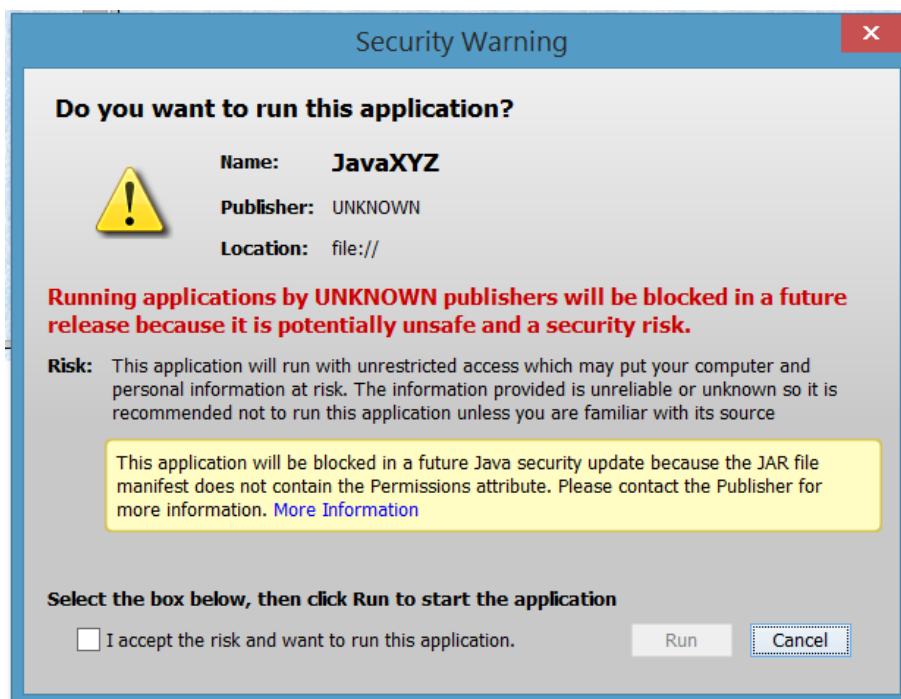 Security Warning
Do you want to run this application?
Name: JavaXYZ
Publisher: UNKNOWN
Location: file://
Running applications by UNKNOWN publishers will be blocked in a future
release because it is potentially unsafe and a security risk.
Risk: This application will run with unrestricted access which may put your computer and
personal information at risk. The information provided is unreliable or unknown so it is
recommended not to run this application unless you are familiar with its source
This application will be blocked in a future Java security update because the JAR file
manifest does not contain the Permissions attribute. Please contact the Publisher for
more information. More Information
Select the box below, then click Run to start the application
I accept the risk and want to run this application. Run Cancel